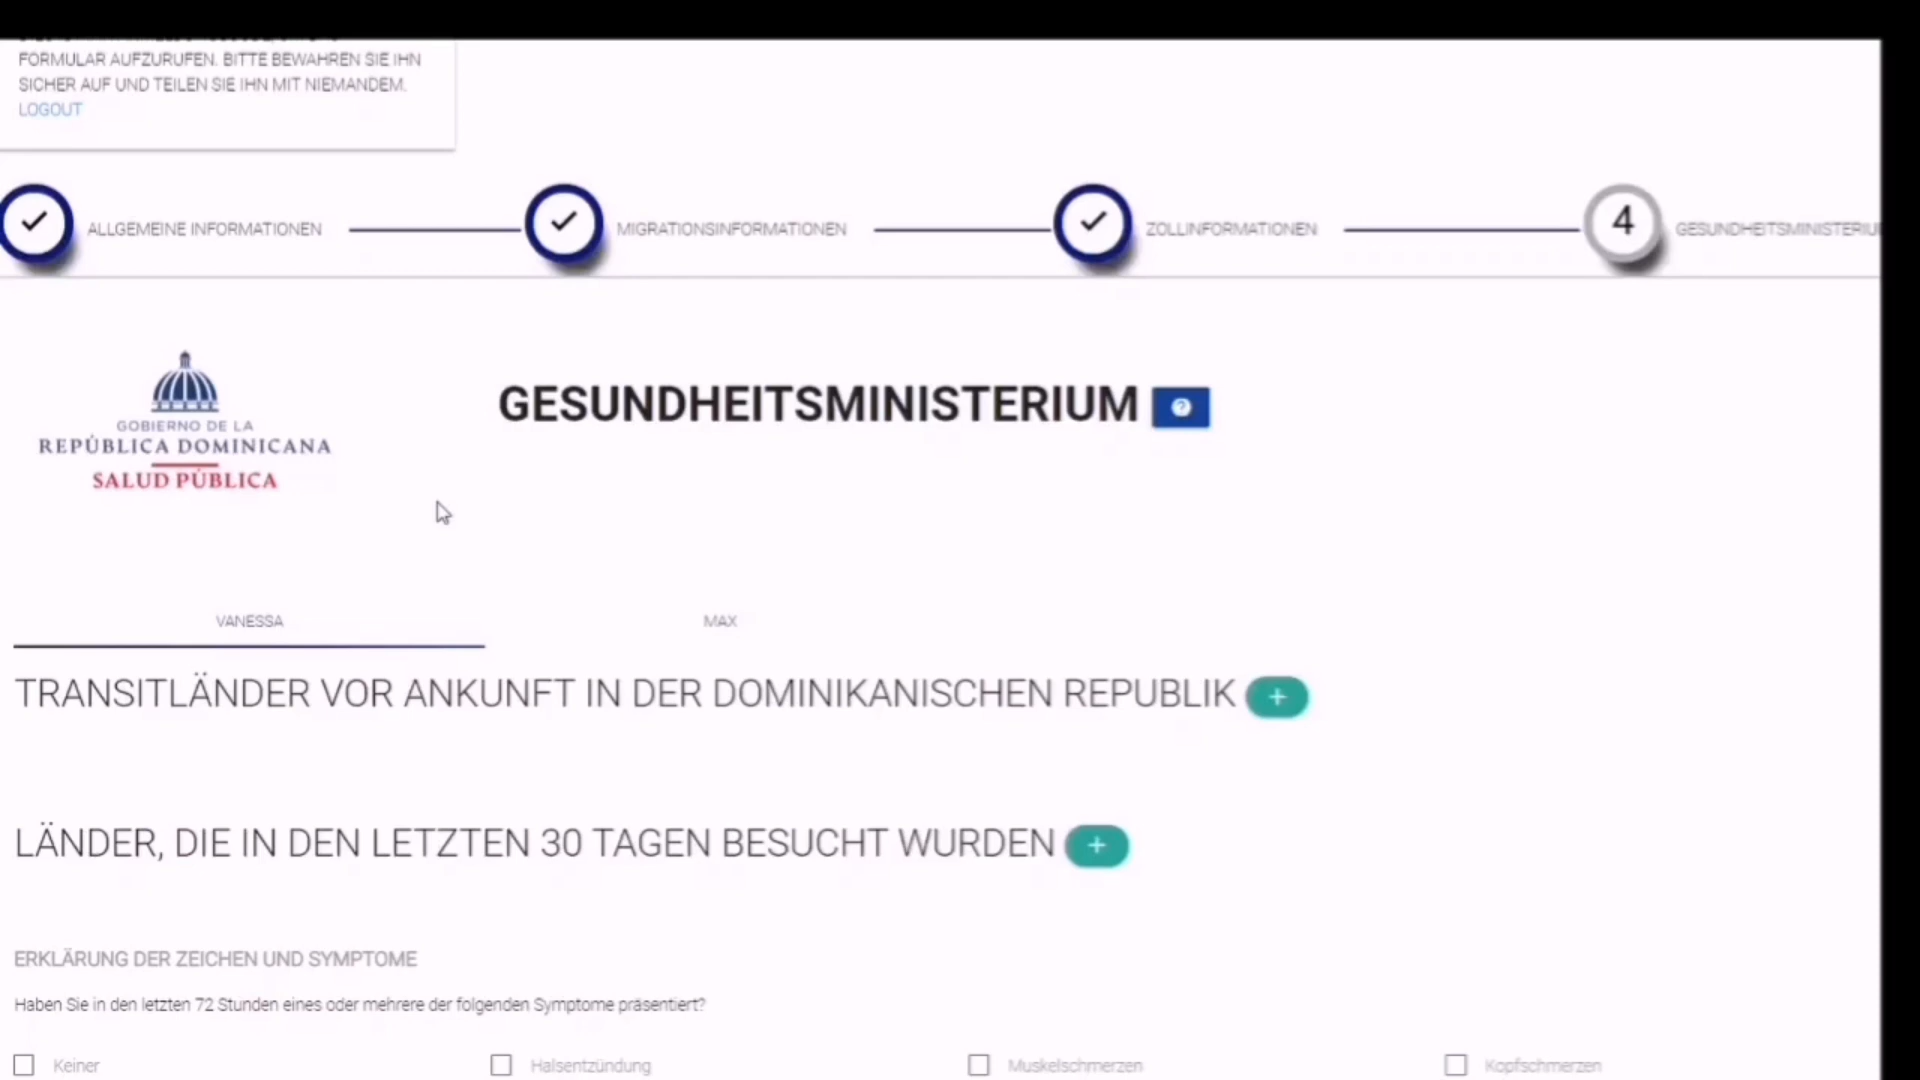 FORMULAR AUFZURUFEN. BITTE BEWAHREN SIE IHN
SICHER AUF UND TEILEN SIE IHN MIT NIEMANDEM.
LOGOUT
ALLGEMEINE INFORMATIONEN
MIGRATIONSINFORMATIONEN
ZOLLINFORMATIONEN
4
GESUNDHEITSMINISTERIU
GOBIERNO DE LA
REPÚBLICA DOMINICANA
SALUD PÚBLICA
GESUNDHEITSMINISTERIUM ?
VANESSA
MAX
TRANSITLÄNDER VOR ANKUNFT IN DER DOMINIKANISCHEN REPUBLIK +
LÄNDER, DIE IN DEN LETZTEN 30 TAGEN BESUCHT WURDEN +
ERKLÄRUNG DER ZEICHEN UND SYMPTOME
Haben Sie in den letzten 72 Stunden eines oder mehrere der folgenden Symptome präsentiert?
Keiner
Halsentzündung
Muskelschmerzen
Kopfschmerzen